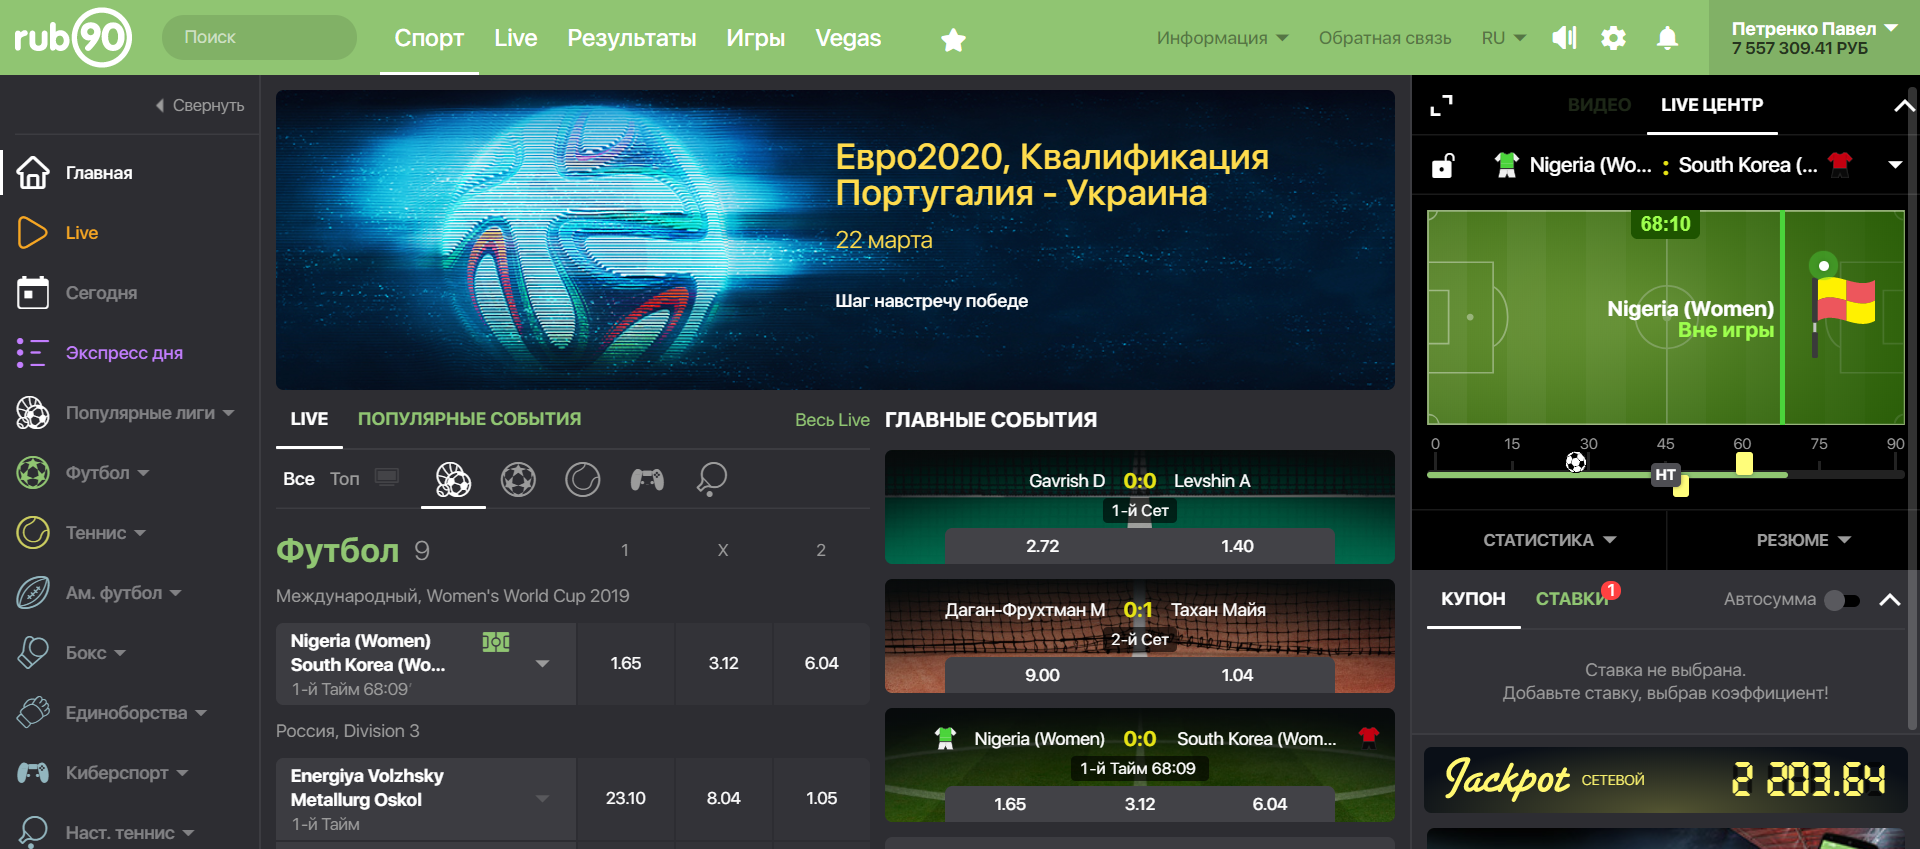 rub90
Поиск
Спорт
Live
Результаты
Игры
Vegas
Информация
Обратная связь
RU
Петренко Павел
7 557 309.41 РУБ
Свернуть
Главная
Live
Сегодня
Экспресс дня
Популярные лиги
Футбол
Теннис
Ам. футбол
Бокс
Единоборства
Киберспорт
Наст. теннис
Евро2020, Квалификация
Португалия - Украина
22 марта
Шаг навстречу победе
LIVE
ПОПУЛЯРНЫЕ СОБЫТИЯ
Весь Live
Все
Топ
Футбол 9
1
X
2
Международный, Women's World Cup 2019
Nigeria (Women)
South Korea (Wo...
1-й Тайм 68:09'
1.65
3.12
6.04
Россия, Division 3
Energiya Volzhsky
Metallurg Oskol
1-й Тайм
23.10
8.04
1.05
ГЛАВНЫЕ СОБЫТИЯ
Gavrish D 0:0 Levshin A
1-й Сет
2.72
1.40
Даган-Фрухтман М 0:1 Тахан Майя
2-й Сет
9.00
1.04
Nigeria (Women) 0:0 South Korea (Wom...
1-й Тайм 68:09
1.65
3.12
6.04
ВИДЕО
LIVE ЦЕНТР
Nigeria (Wo... : South Korea (...
68:10
Nigeria (Women)
Вне игры
0
15
30
45
60
75
90
HT
СТАТИСТИКА
РЕЗЮМЕ
КУПОН
СТАВКИ
1
Автосумма
Ставка не выбрана.
Добавьте ставку, выбрав коэффициент!
Jackpot СЕТЕВОЙ
2 203.64